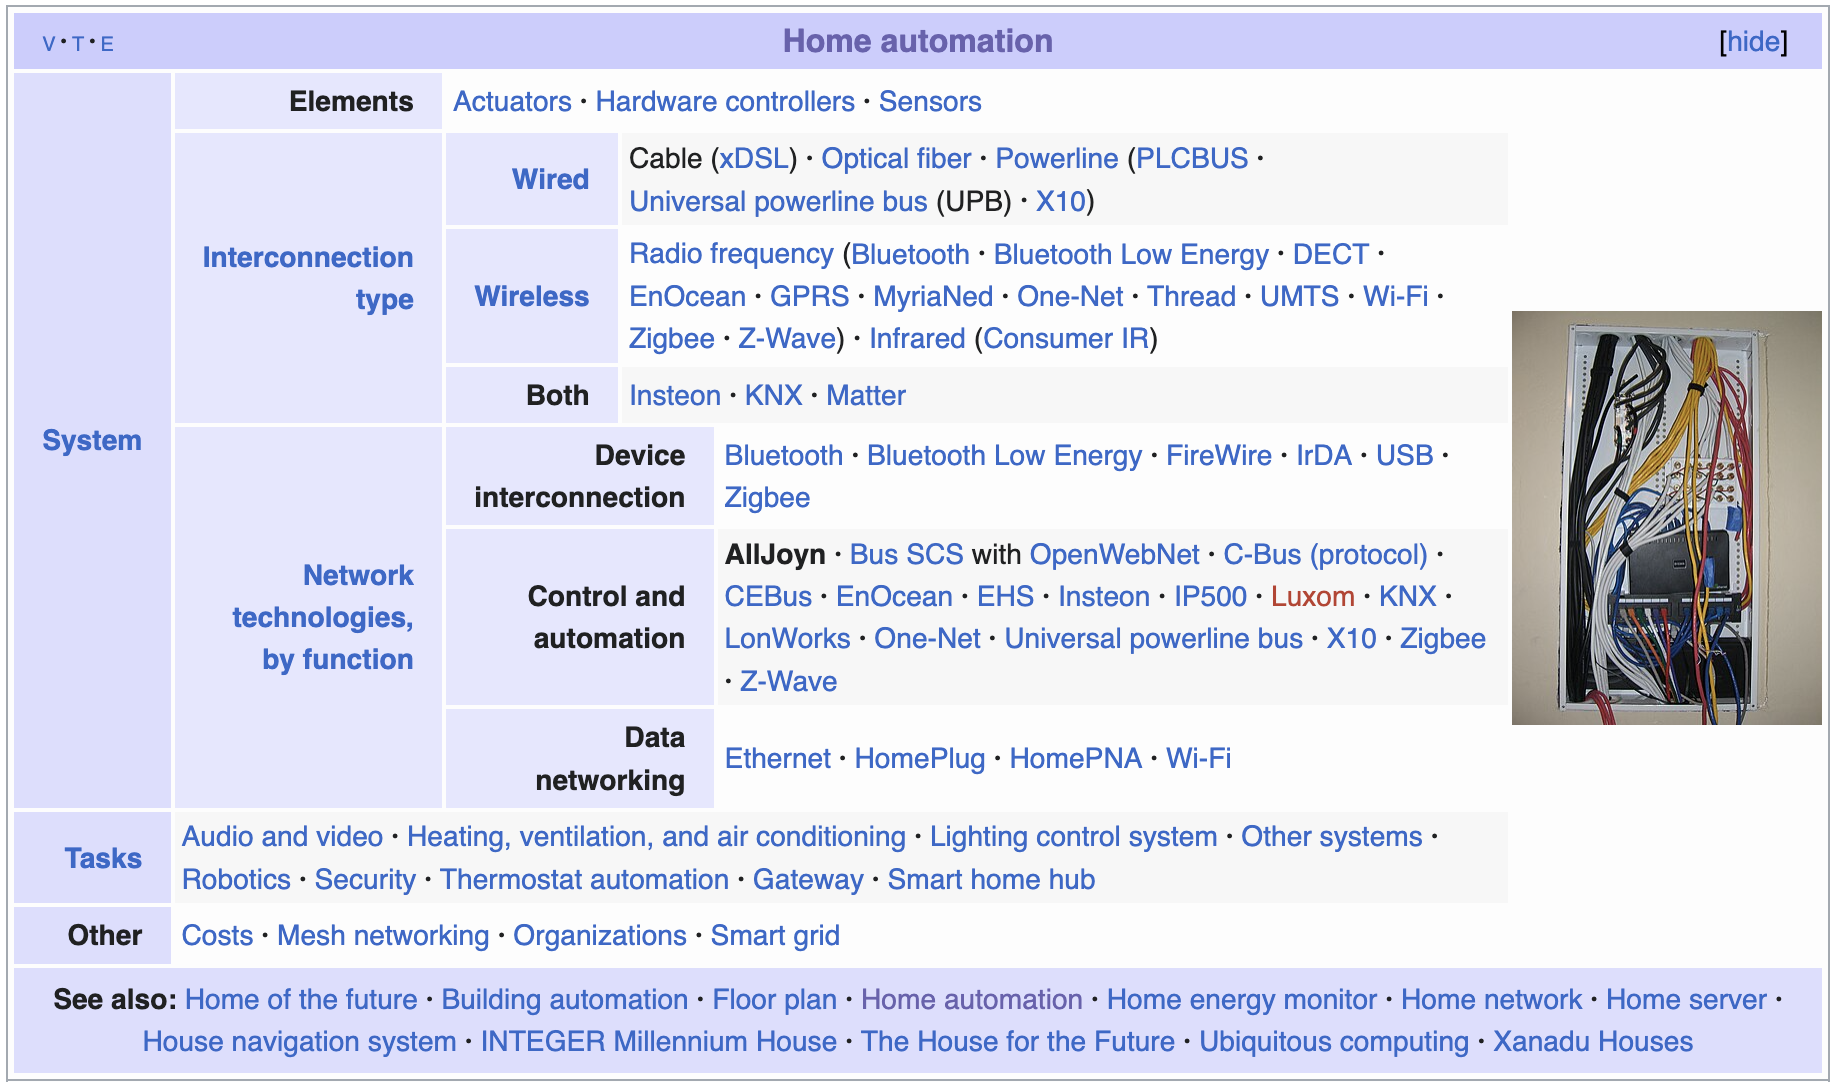 V · T · E
Home automation
[hide]
System
Elements
Actuators · Hardware controllers · Sensors
Interconnection
type
Wired
Cable (xDSL) · Optical fiber · Powerline (PLCBUS ·
Universal powerline bus (UPB) · X10)
Wireless
Radio frequency (Bluetooth · Bluetooth Low Energy · DECT ·
EnOcean · GPRS · MyriaNed · One-Net · Thread · UMTS · Wi-Fi ·
Zigbee · Z-Wave) · Infrared (Consumer IR)
Both
Insteon · KNX · Matter
Network
technologies,
by function
Device
interconnection
Bluetooth · Bluetooth Low Energy · FireWire · IrDA · USB ·
Zigbee
Control and
automation
AllJoyn · Bus SCS with OpenWebNet · C-Bus (protocol) ·
CEBus · EnOcean · EHS · Insteon · IP500 · Luxom · KNX ·
LonWorks · One-Net · Universal powerline bus · X10 · Zigbee
· Z-Wave
Data
networking
Ethernet · HomePlug · HomePNA · Wi-Fi
Tasks
Audio and video · Heating, ventilation, and air conditioning · Lighting control system · Other systems ·
Robotics · Security · Thermostat automation · Gateway · Smart home hub
Other
Costs · Mesh networking · Organizations · Smart grid
See also: Home of the future · Building automation · Floor plan · Home automation · Home energy monitor · Home network · Home server ·
House navigation system · INTEGER Millennium House · The House for the Future · Ubiquitous computing · Xanadu Houses